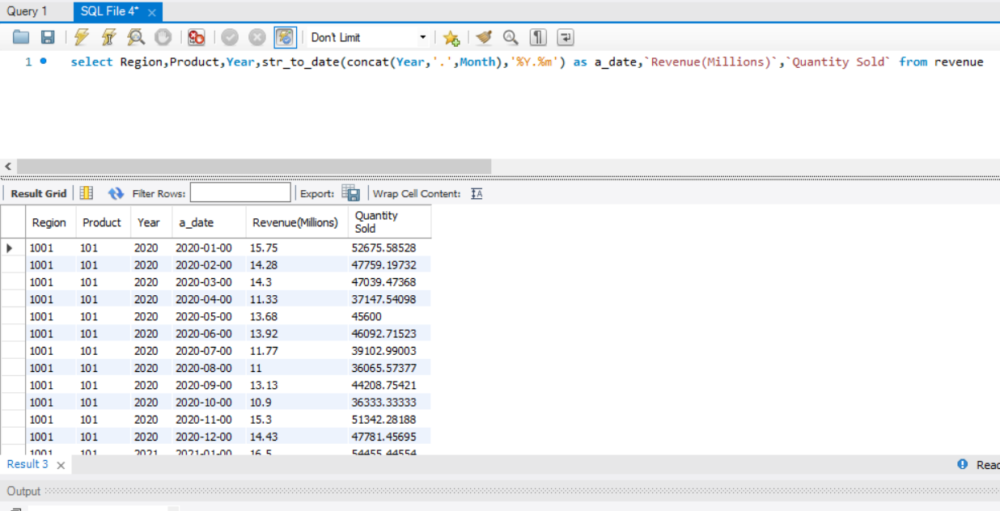 Query 1 SQL File 4* ×
Don't Limit
1 select Region,Product,Year,str_to_date(concat(Year,'.',Month),'%Y.%m') as a_date,`Revenue(Millions)`,`Quantity Sold` from revenue
Result Grid Filter Rows: Export: Wrap Cell Content:
Region Product Year a_date Revenue(Millions) Quantity Sold
1001 101 2020 2020-01-00 15.75 52675.58528
1001 101 2020 2020-02-00 14.28 47759.19732
1001 101 2020 2020-03-00 14.3 47039.47368
1001 101 2020 2020-04-00 11.33 37147.54098
1001 101 2020 2020-05-00 13.68 45600
1001 101 2020 2020-06-00 13.92 46092.71523
1001 101 2020 2020-07-00 11.77 39102.99003
1001 101 2020 2020-08-00 11 36065.57377
1001 101 2020 2020-09-00 13.13 44208.75421
1001 101 2020 2020-10-00 10.9 36333.33333
1001 101 2020 2020-11-00 15.3 51342.28188
1001 101 2020 2020-12-00 14.43 47781.45695
1001 101 2021 2021-01-00 16.5 54455.44554
Result 3 × Read
Output